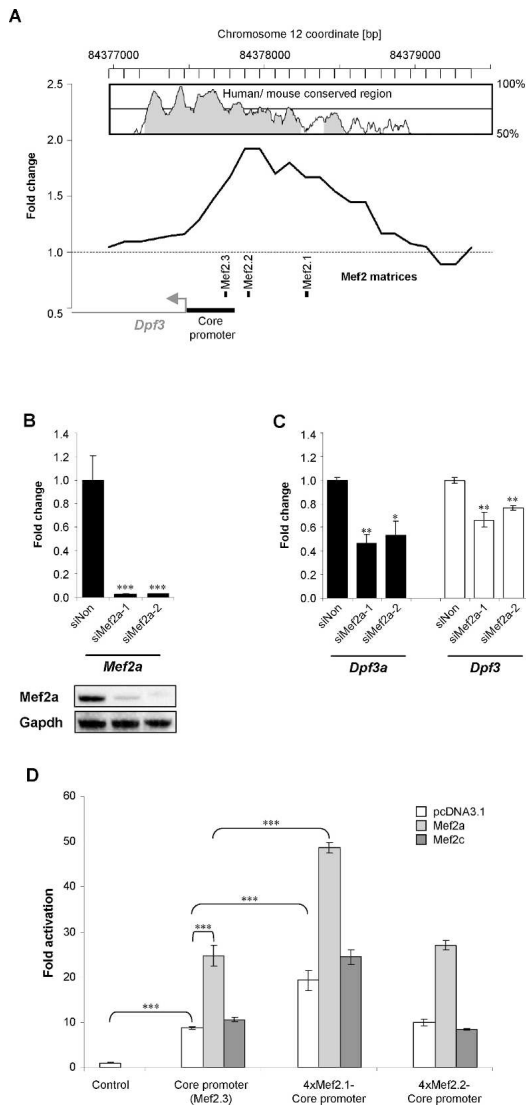 A
Chromosome 12 coordinate [bp]
84377000 84378000 84379000
Human/ mouse conserved region
100%
50%
2.5
2.0
1.5
1.0
0.5
Fold change
Mef2.3
Mef2.2
Mef2.1
Mef2 matrices
Dpf3
Core
promoter
B
1.4
1.2
1.0
0.8
0.6
0.4
0.2
0.0
Fold change
*** ***
siNon siMef2a-1 siMef2a-2
Mef2a
Mef2a
Gapdh
C
1.4
1.2
1.0
0.8
0.6
0.4
0.2
0.0
Fold change
** * ** **
siNon siMef2a-1 siMef2a-2 siNon siMef2a-1 siMef2a-2
Dpf3a Dpf3
D
60
50
40
30
20
10
0
Fold activation
pcDNA3.1
Mef2a
Mef2c
***
***
***
***
Control Core promoter 4xMef2.1- 4xMef2.2-
(Mef2.3) Core promoter Core promoter